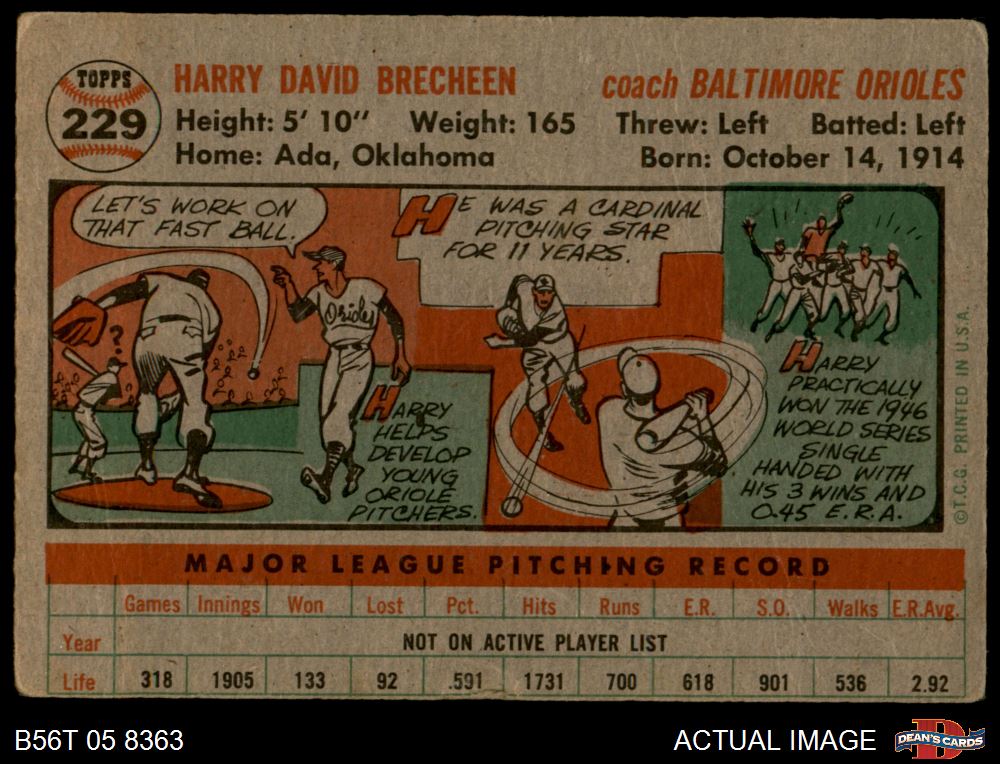 TOPPS
229
HARRY DAVID BRECHEEN
coach BALTIMORE ORIOLES
Height: 5' 10" Weight: 165 Threw: Left Batted: Left
Home: Ada, Oklahoma Born: October 14, 1914
LET'S WORK ON
THAT FAST BALL.
?
Orioles
HARRY
HELPS
DEVELOP
YOUNG
ORIOLE
PITCHERS.
HE WAS A CARDINAL
PITCHING STAR
FOR 11 YEARS.
HARRY
PRACTICALLY
WON THE 1946
WORLD SERIES
SINGLE
HANDED WITH
HIS 3 WINS AND
0.45 E.R.A.
©T.C.G. PRINTED IN U.S.A.
MAJOR LEAGUE PITCHING RECORD
Games Innings Won Lost Pct. Hits Runs E.R. S.O. Walks E.R.Avg.
Year NOT ON ACTIVE PLAYER LIST
Life 318 1905 133 92 .591 1731 700 618 901 536 2.92
B56T 05 8363
ACTUAL IMAGE
D
DEAN'S CARDS